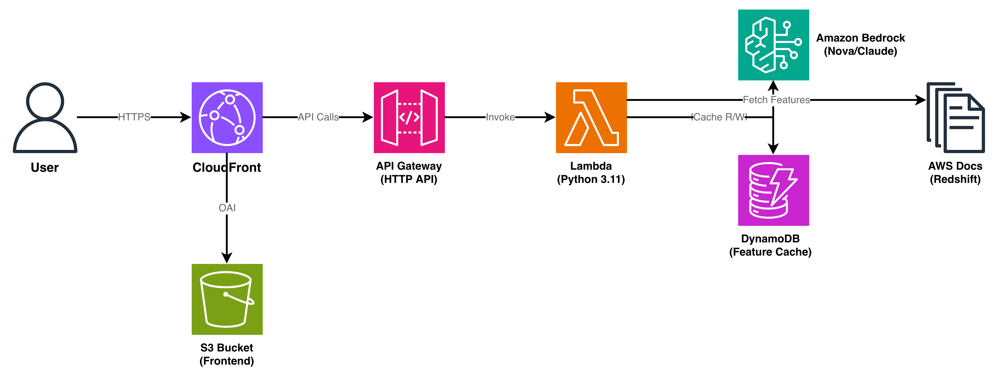 Amazon Bedrock
(Nova/Claude)
HTTPS
API Calls
</>
Invoke
Fetch Features
Cache R/W
User
CloudFront
API Gateway
(HTTP API)
Lambda
(Python 3.11)
AWS Docs
(Redshift)
OAI
DynamoDB
(Feature Cache)
S3 Bucket
(Frontend)